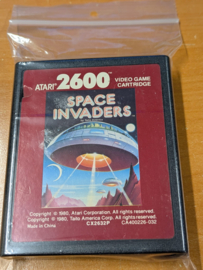 ATARI 2600 VIDEO GAME CARTRIDGE
SPACE INVADERS
Copyright © 1980, Atari Corporation. All rights reserved.
Copyright © 1980, Taito America Corp. All rights reserved.
Made in China CX2632P CA400226-032